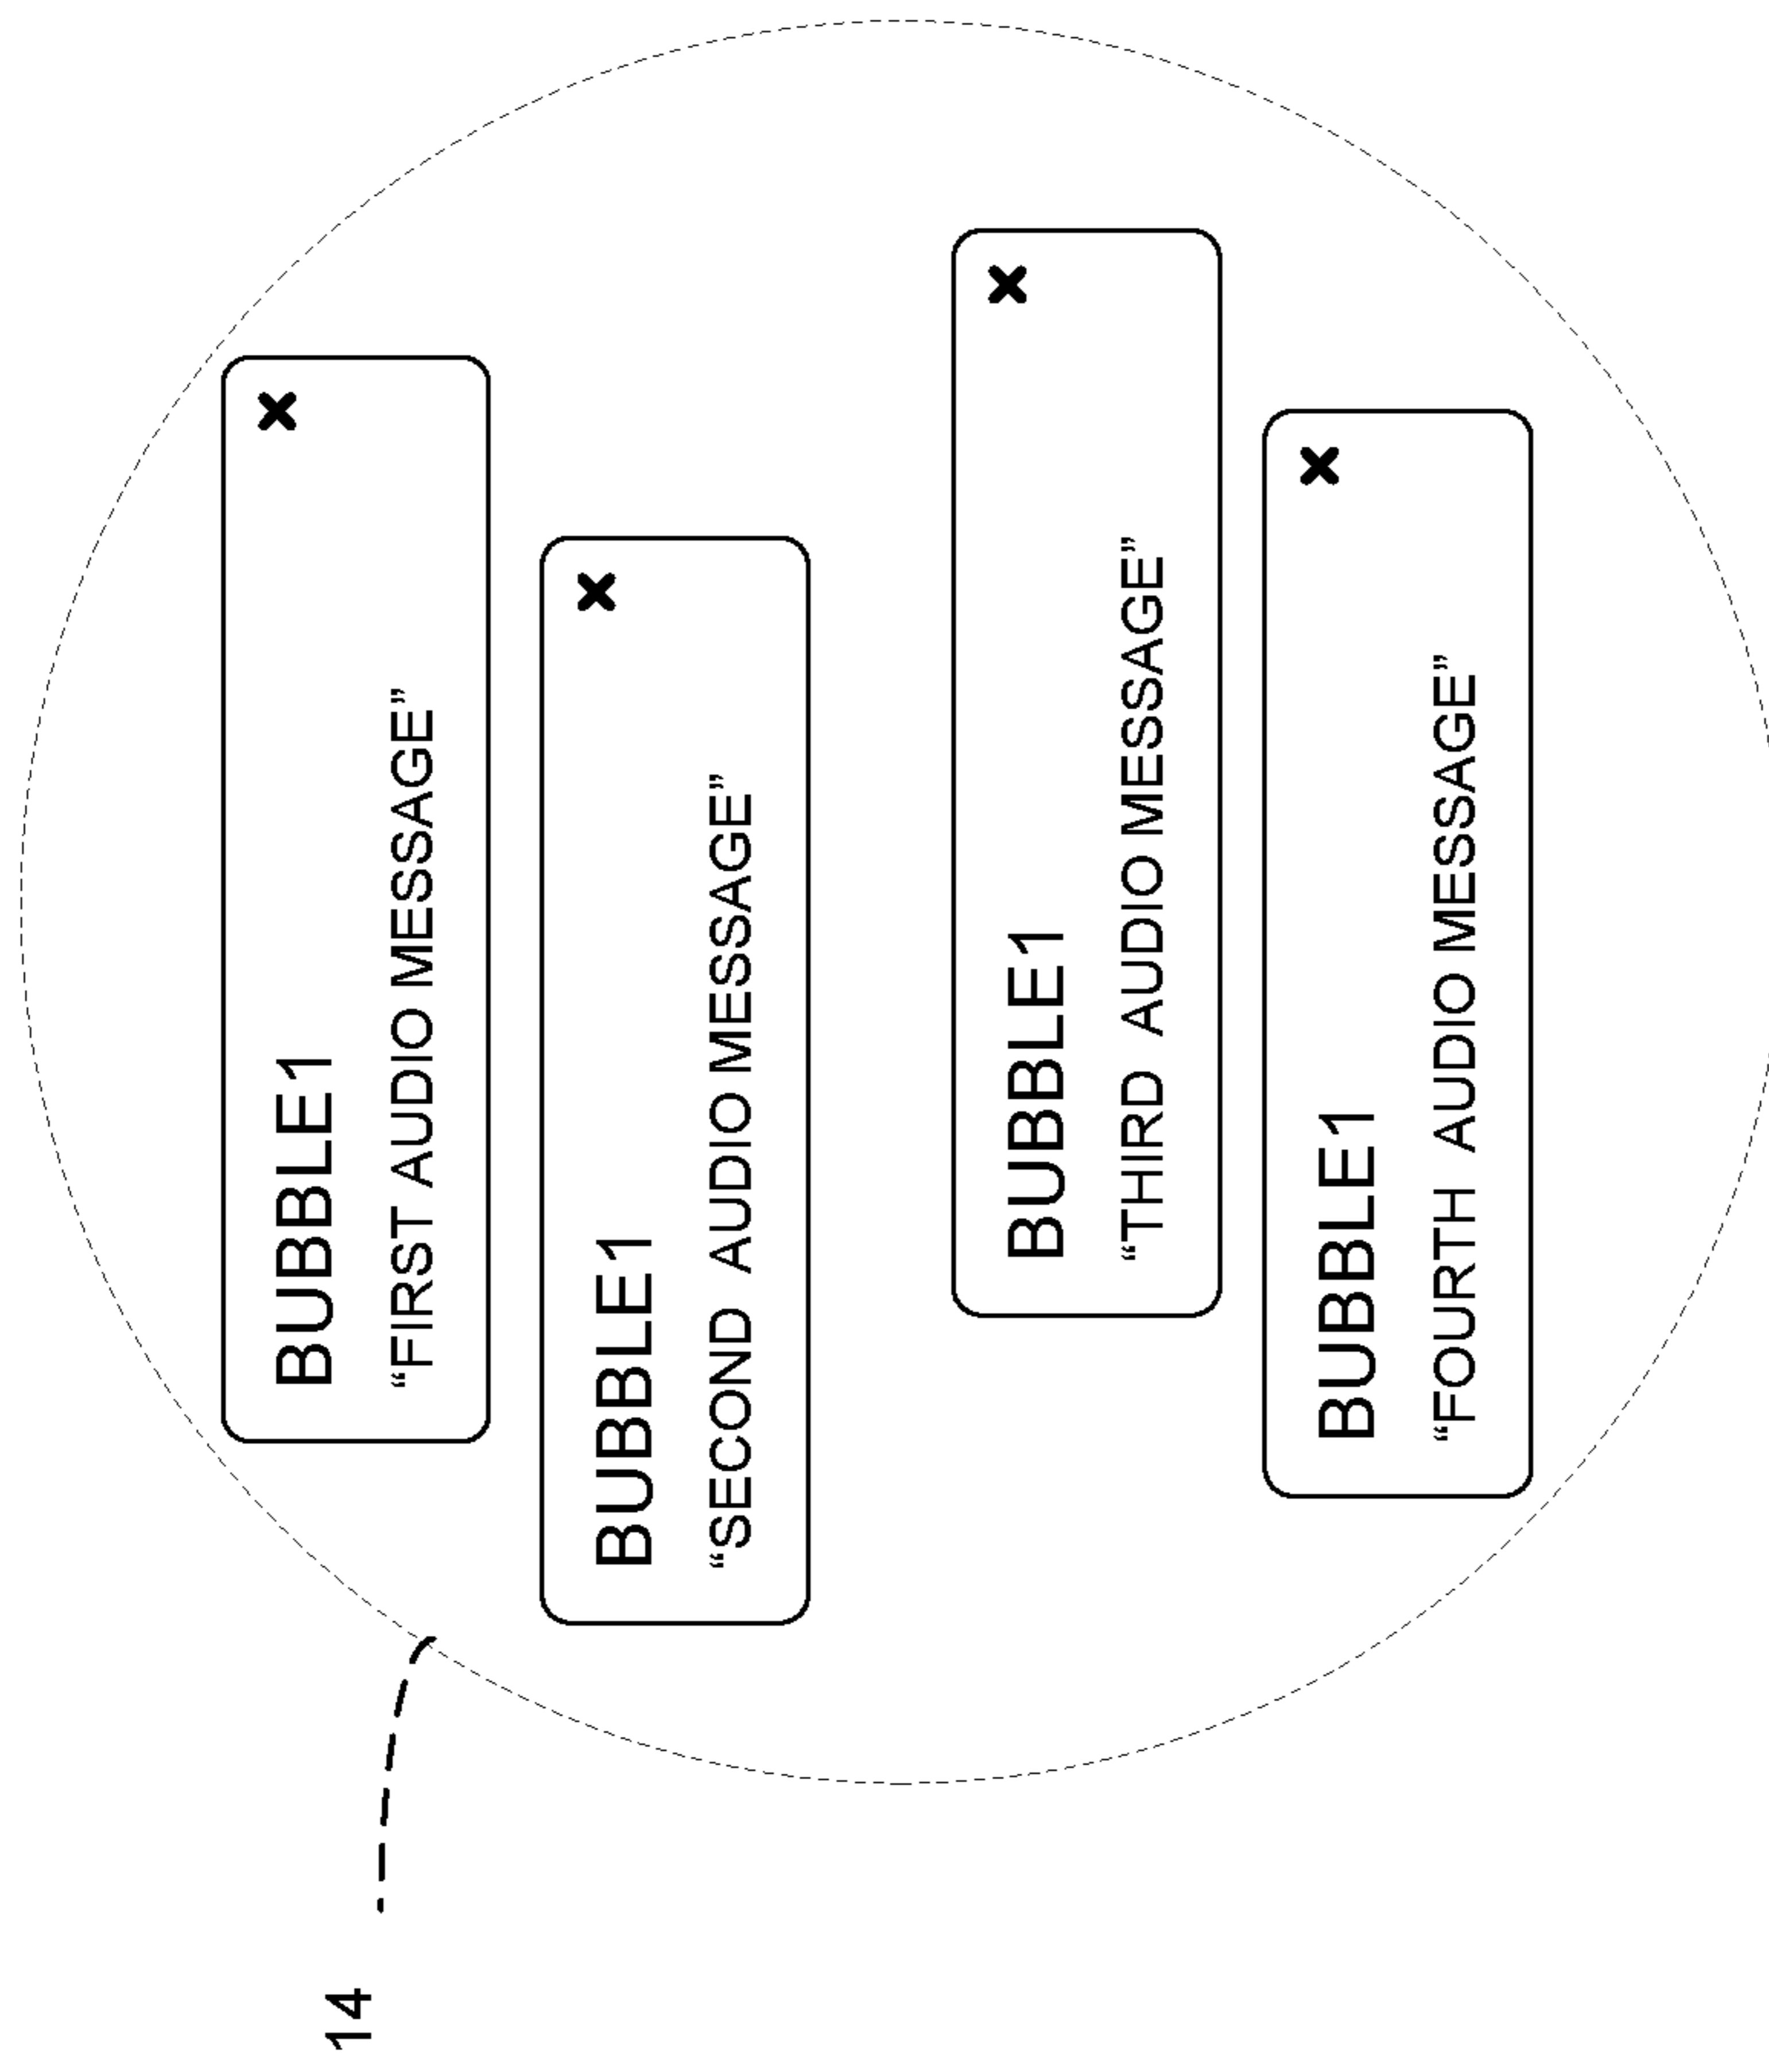 BUBBLE1
“FIRST AUDIO MESSAGE”
BUBBLE1
“SECOND AUDIO MESSAGE”
BUBBLE1
“THIRD AUDIO MESSAGE”
BUBBLE1
“FOURTH AUDIO MESSAGE”
14